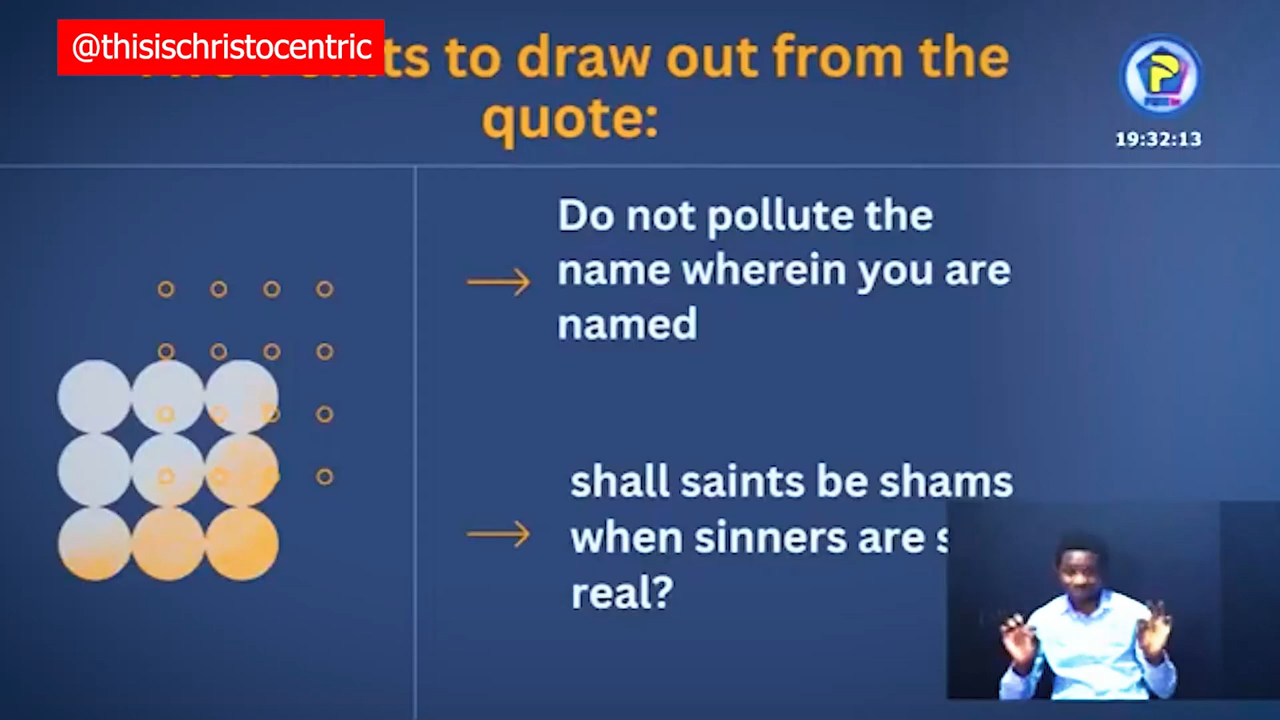 @thisischristocentric
to draw out from the
quote:
19:32:13
Do not pollute the
name wherein you are
named
shall saints be shams
when sinners are
real?